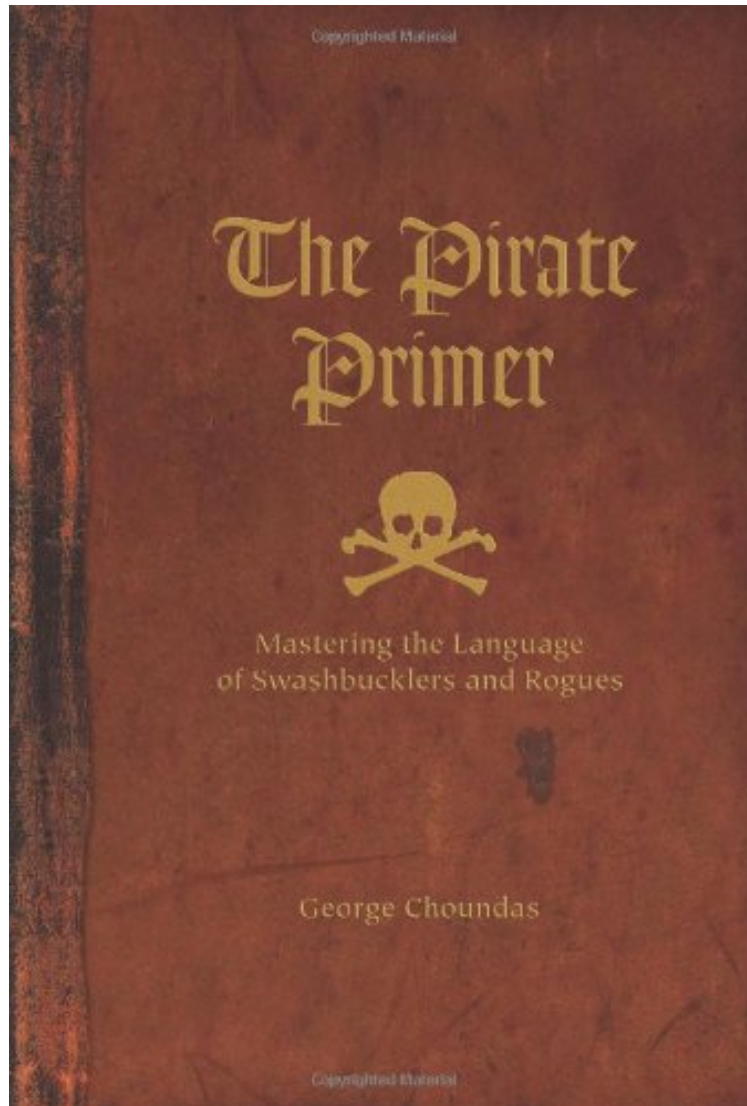 Copyrighted Material
The Pirate
Primer
Mastering the Language
of Swashbucklers and Rogues
George Choundas
Copyrighted Material